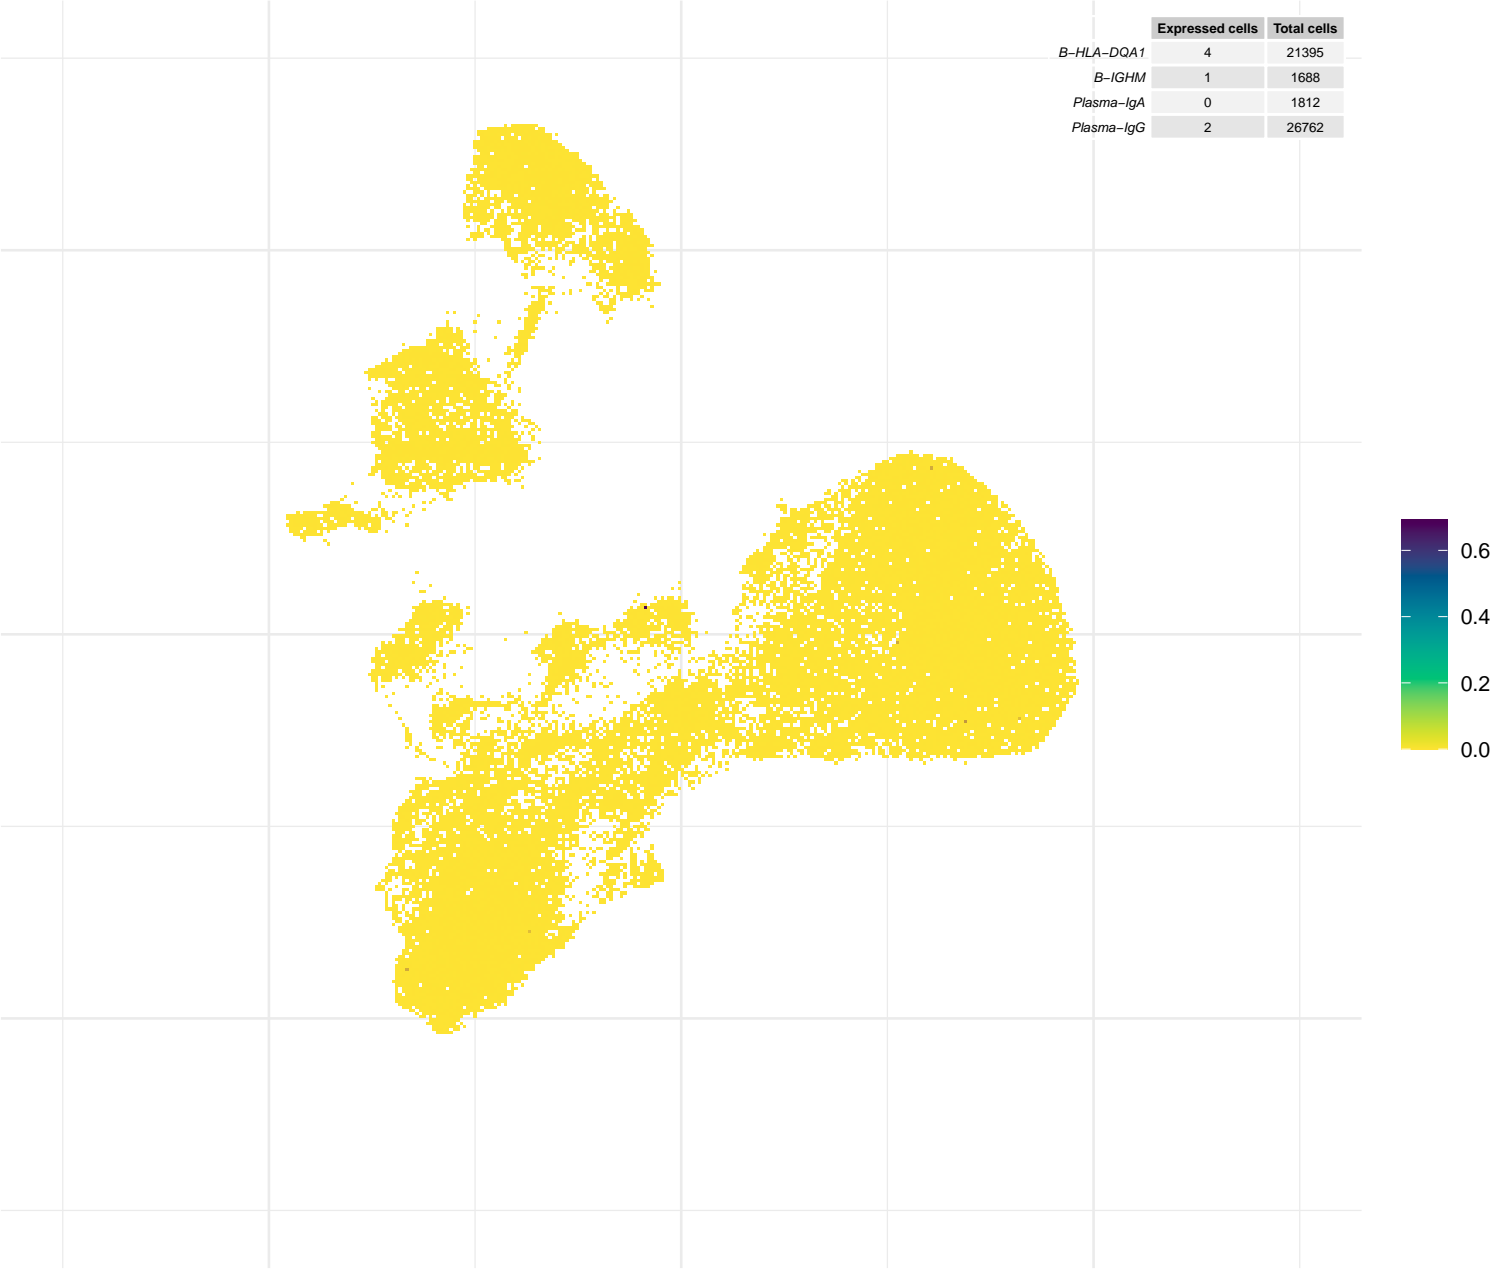 Expressed cells Total cells
B−HLA−DQA1 4 21395
B−IGHM 1 1688
Plasma−IgA 0 1812
Plasma−IgG 2 26762
0.6
0.4
0.2
0.0